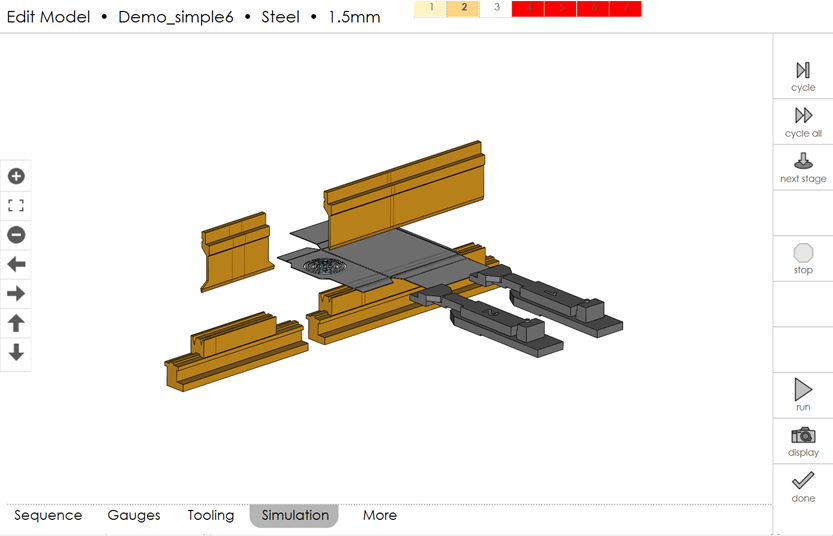 Edit Model • Demo_simple6 • Steel • 1.5mm
1 2 3 4 5 6 7
cycle
cycle all
next stage
stop
run
display
done
Sequence Gauges Tooling Simulation More